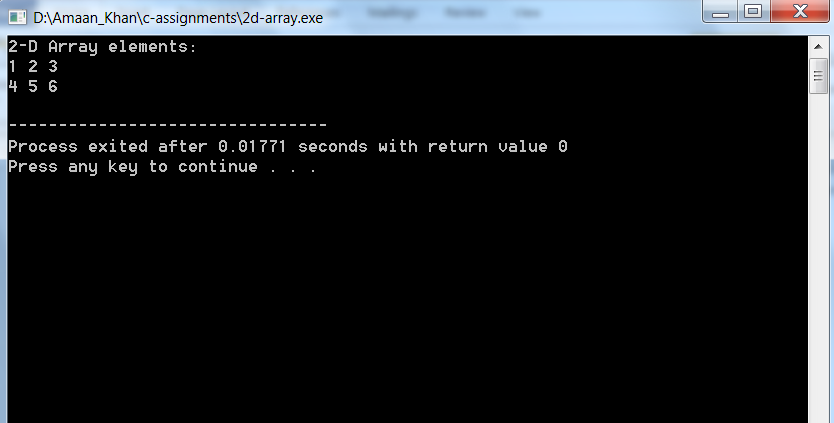 D:\Amaan_Khan\c-assignments\2d-array.exe
2-D Array elements:
1 2 3
4 5 6
--------------------------------
Process exited after 0.01771 seconds with return value 0
Press any key to continue . . .